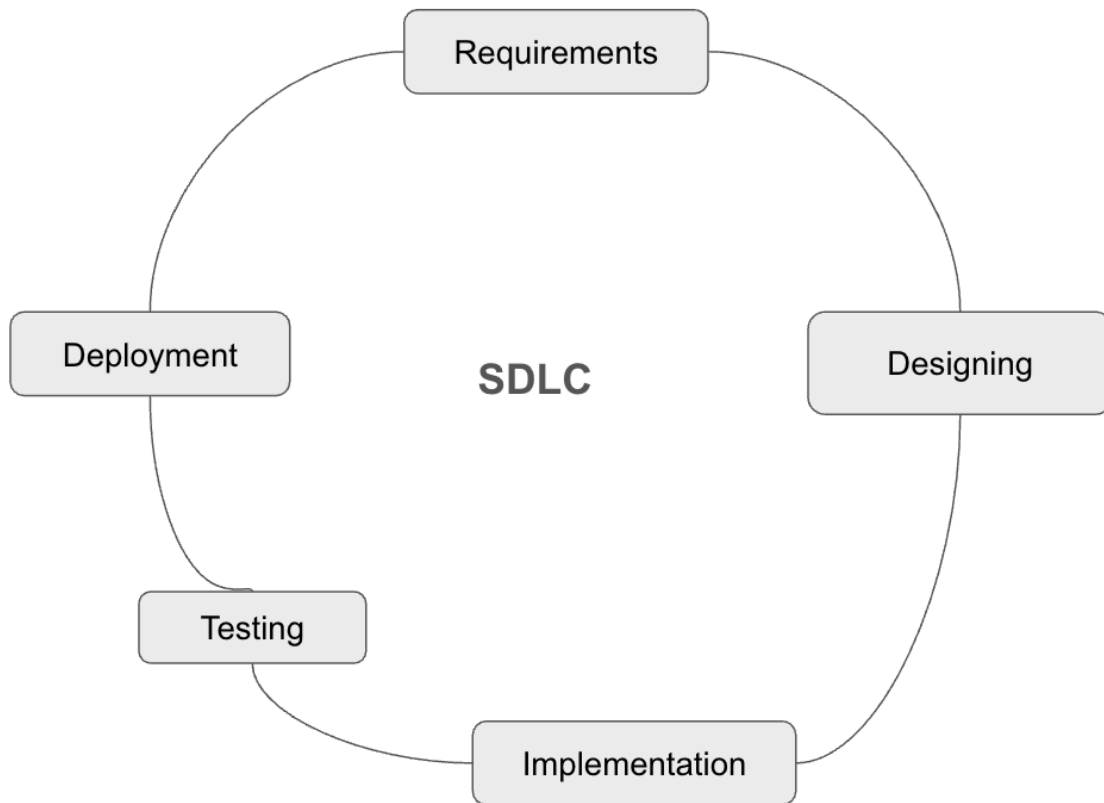 Requirements
Deployment
SDLC
Designing
Testing
Implementation